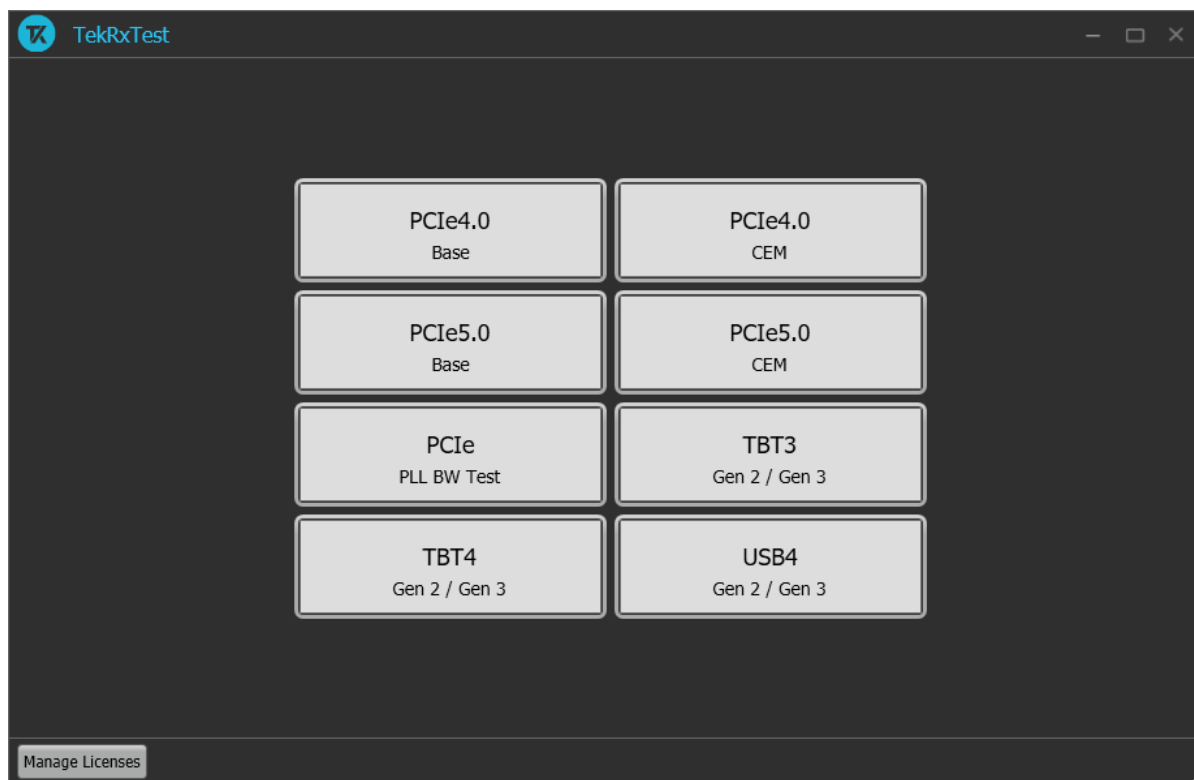 TekRxTest
PCIe4.0
Base
PCIe4.0
CEM
PCIe5.0
Base
PCIe5.0
CEM
PCIe
PLL BW Test
TBT3
Gen 2 / Gen 3
TBT4
Gen 2 / Gen 3
USB4
Gen 2 / Gen 3
Manage Licenses